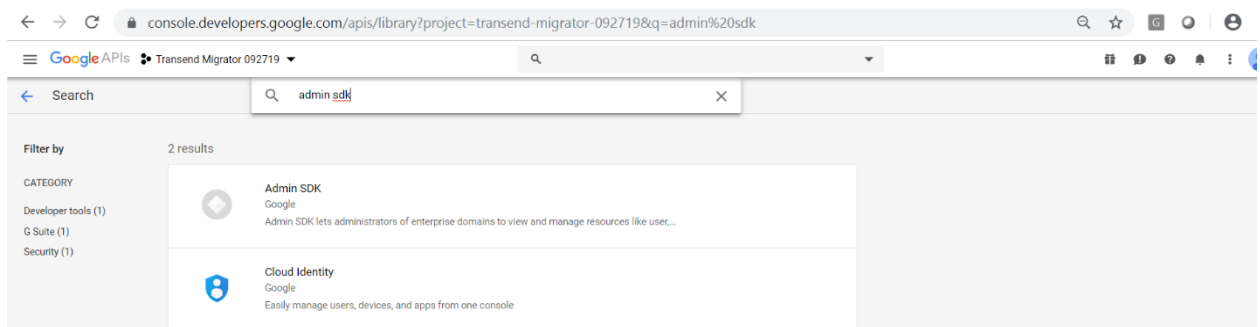 console.developers.google.com/apis/library?project=transend-migrator-092719&q=admin%20sdk
G
Google APIs Transend Migrator 092719
Search
admin sdk
Filter by
2 results
CATEGORY
Developer tools (1)
G Suite (1)
Security (1)
Admin SDK
Google
Admin SDK lets administrators of enterprise domains to view and manage resources like user,...
Cloud Identity
Google
Easily manage users, devices, and apps from one console